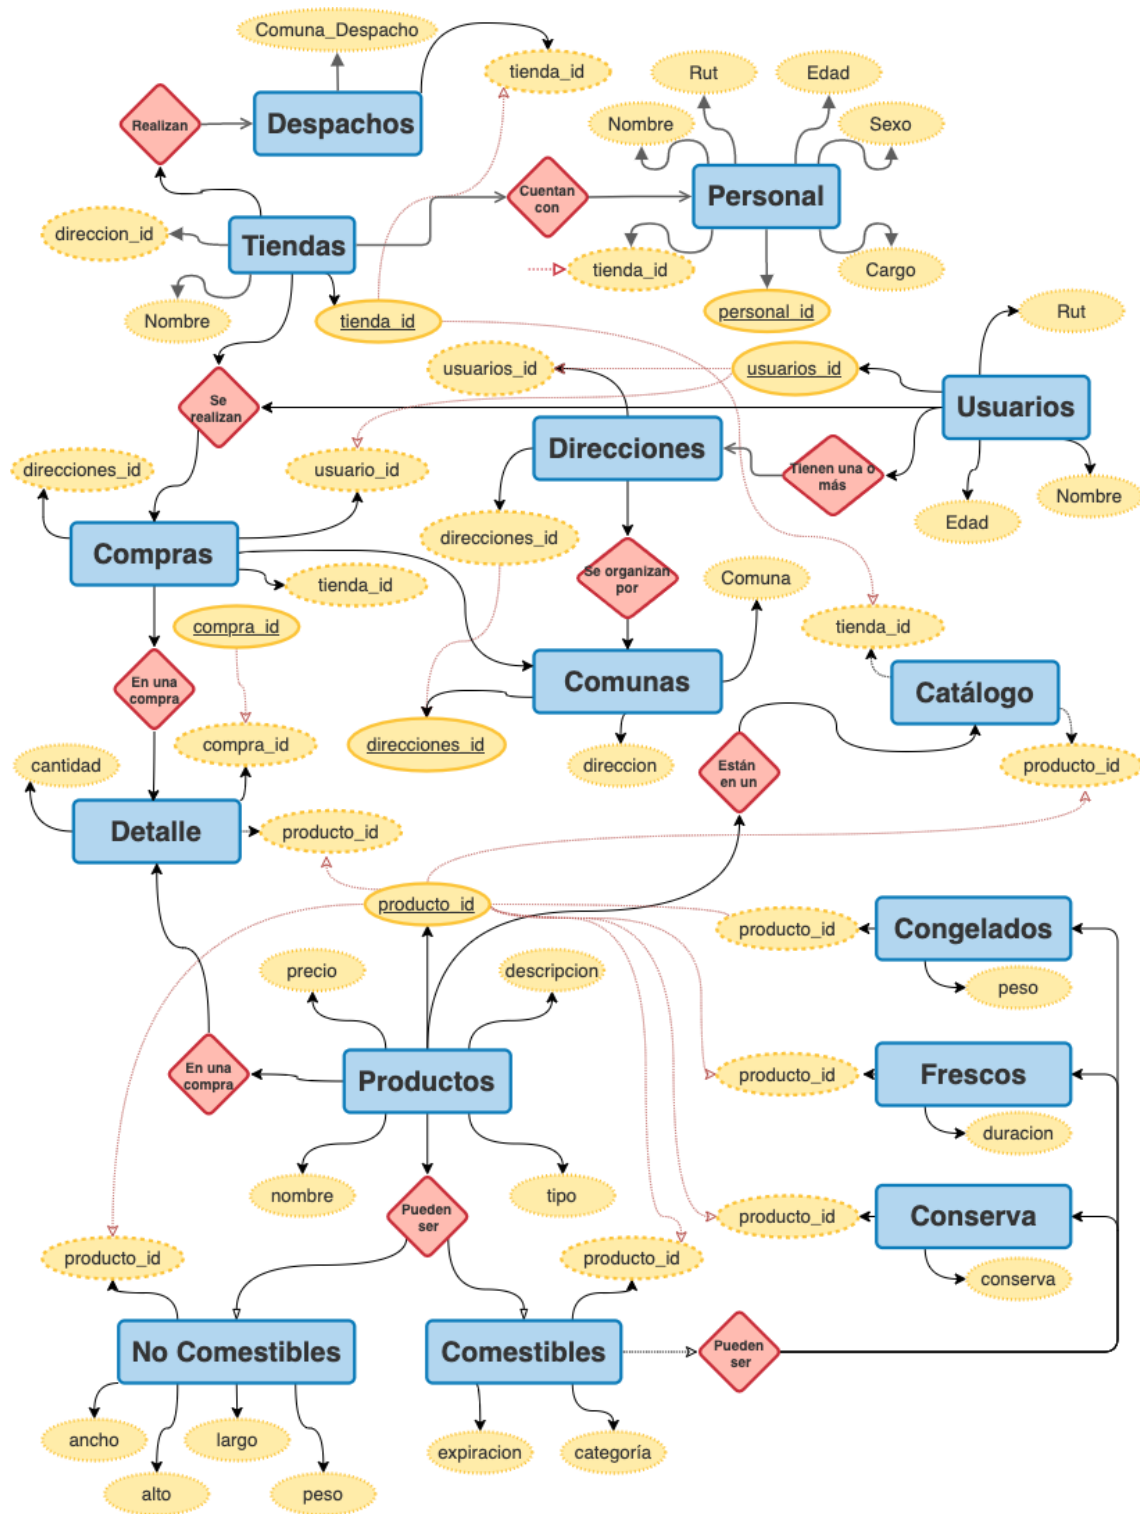 Comuna_Despacho
tienda_id
Rut
Edad
Realizan
Despachos
Nombre
Sexo
Cuentan
con
Personal
direccion_id
Tiendas
tienda_id
Cargo
Nombre
tienda_id
personal_id
Rut
usuarios_id
usuarios_id
Se
realizan
Usuarios
Direcciones
direcciones_id
usuario_id
Tienen una o
más
Nombre
Edad
direcciones_id
Compras
tienda_id
Se organizan
por
Comuna
compra_id
tienda_id
En una
compra
Comunas
Catálogo
compra_id
direcciones_id
cantidad
direccion
Están
en un
producto_id
Detalle
producto_id
producto_id
producto_id
Congelados
precio
descripcion
peso
En una
compra
Productos
producto_id
Frescos
duracion
nombre
tipo
Pueden
ser
producto_id
Conserva
producto_id
producto_id
conserva
No Comestibles
Comestibles
Pueden
ser
ancho
largo
expiracion
categoría
alto
peso